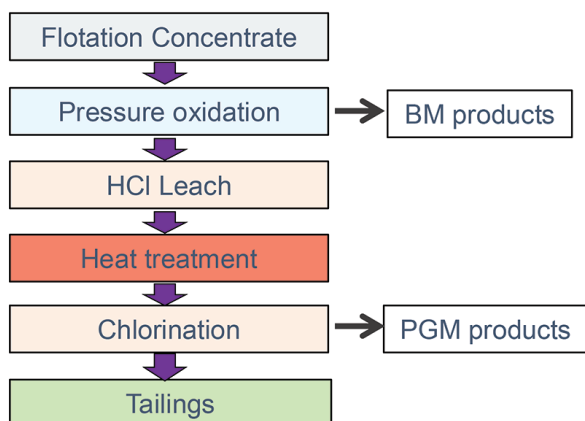 Flotation Concentrate
Pressure oxidation
BM products
HCl Leach
Heat treatment
Chlorination
PGM products
Tailings